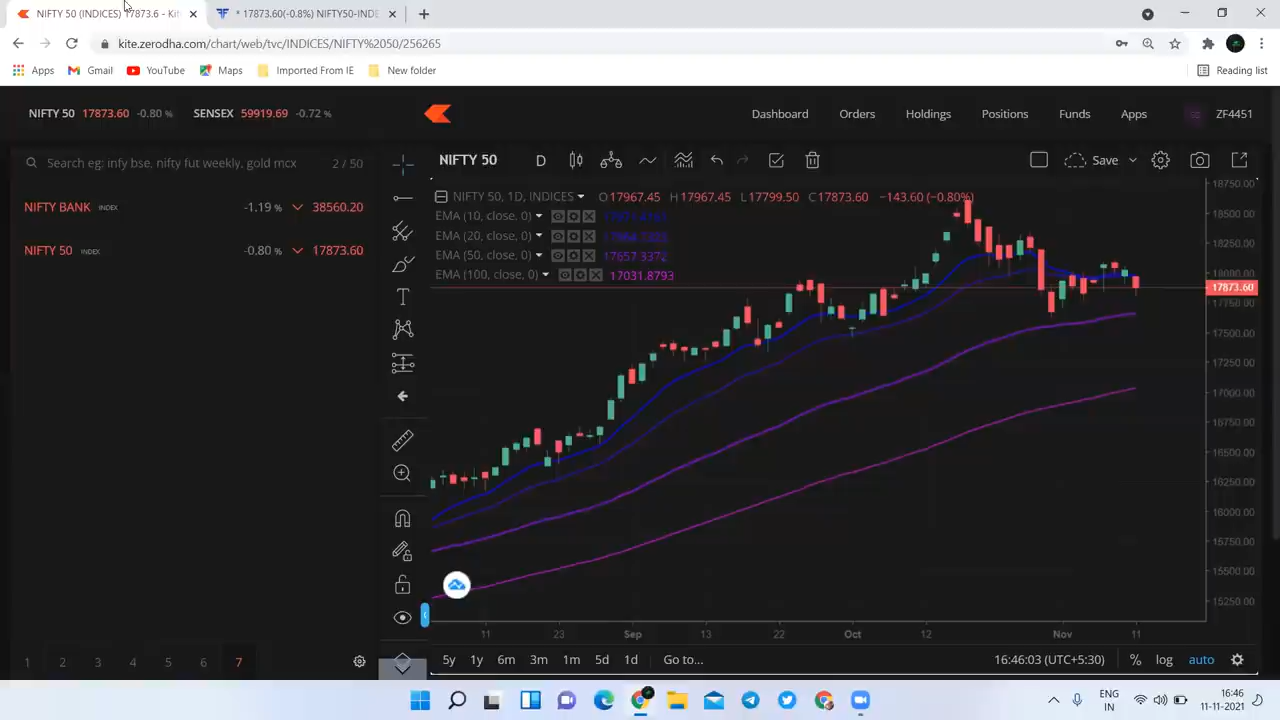 NIFTY 50 (INDICES) 17873.6 - Kit
* 17873.60(-0.8%) NIFTY50-INDE
kite.zerodha.com/chart/web/tvc/INDICES/NIFTY%2050/256265
Apps Gmail YouTube Maps Imported From IE New folder Reading list
NIFTY 50 17873.60 -0.80 % SENSEX 59919.69 -0.72 % Dashboard Orders Holdings Positions Funds Apps ZF4451
Search eg: infy bse, nifty fut weekly, gold mcx 2 / 50
NIFTY 50 D Save
NIFTY BANK INDEX -1.19 % 38560.20
NIFTY 50 INDEX -0.80 % 17873.60
NIFTY 50, 1D, INDICES O17967.45 H17967.45 L17799.50 C17873.60 −143.60 (−0.80%)
EMA (10, close, 0)
EMA (20, close, 0)
EMA (50, close, 0) 17657.3372
EMA (100, close, 0) 17031.8793
18750.00
18500.00
18250.00
18000.00
17873.60
17750.00
17500.00
17250.00
17000.00
16750.00
16500.00
16250.00
16000.00
15750.00
15500.00
15250.00
11 23 Sep 13 22 Oct 12 Nov 11
5y 1y 6m 3m 1m 5d 1d Go to... 16:46:03 (UTC+5:30) % log auto
1 2 3 4 5 6 7
ENG
IN
16:46
11-11-2021